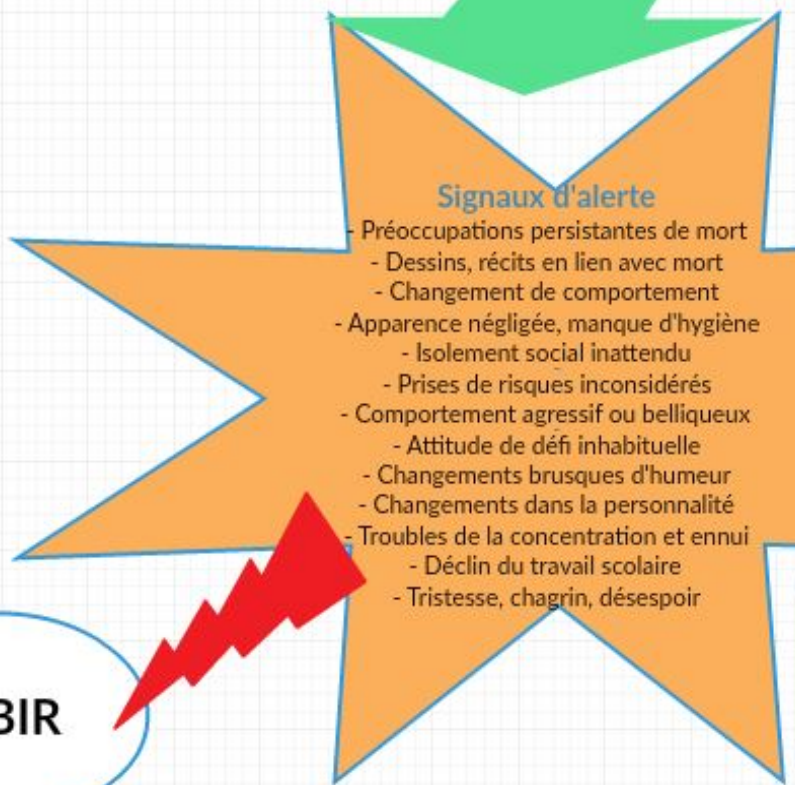 Signaux d'alerte
- Préoccupations persistantes de mort
- Dessins, récits en lien avec mort
- Changement de comportement
- Apparence négligée, manque d'hygiène
- Isolement social inattendu
- Prises de risques inconsidérés
- Comportement agressif ou belliqueux
- Attitude de défi inhabituelle
- Changements brusques d'humeur
- Changements dans la personnalité
- Troubles de la concentration et ennui
- Déclin du travail scolaire
- Tristesse, chagrin, désespoir
BIR